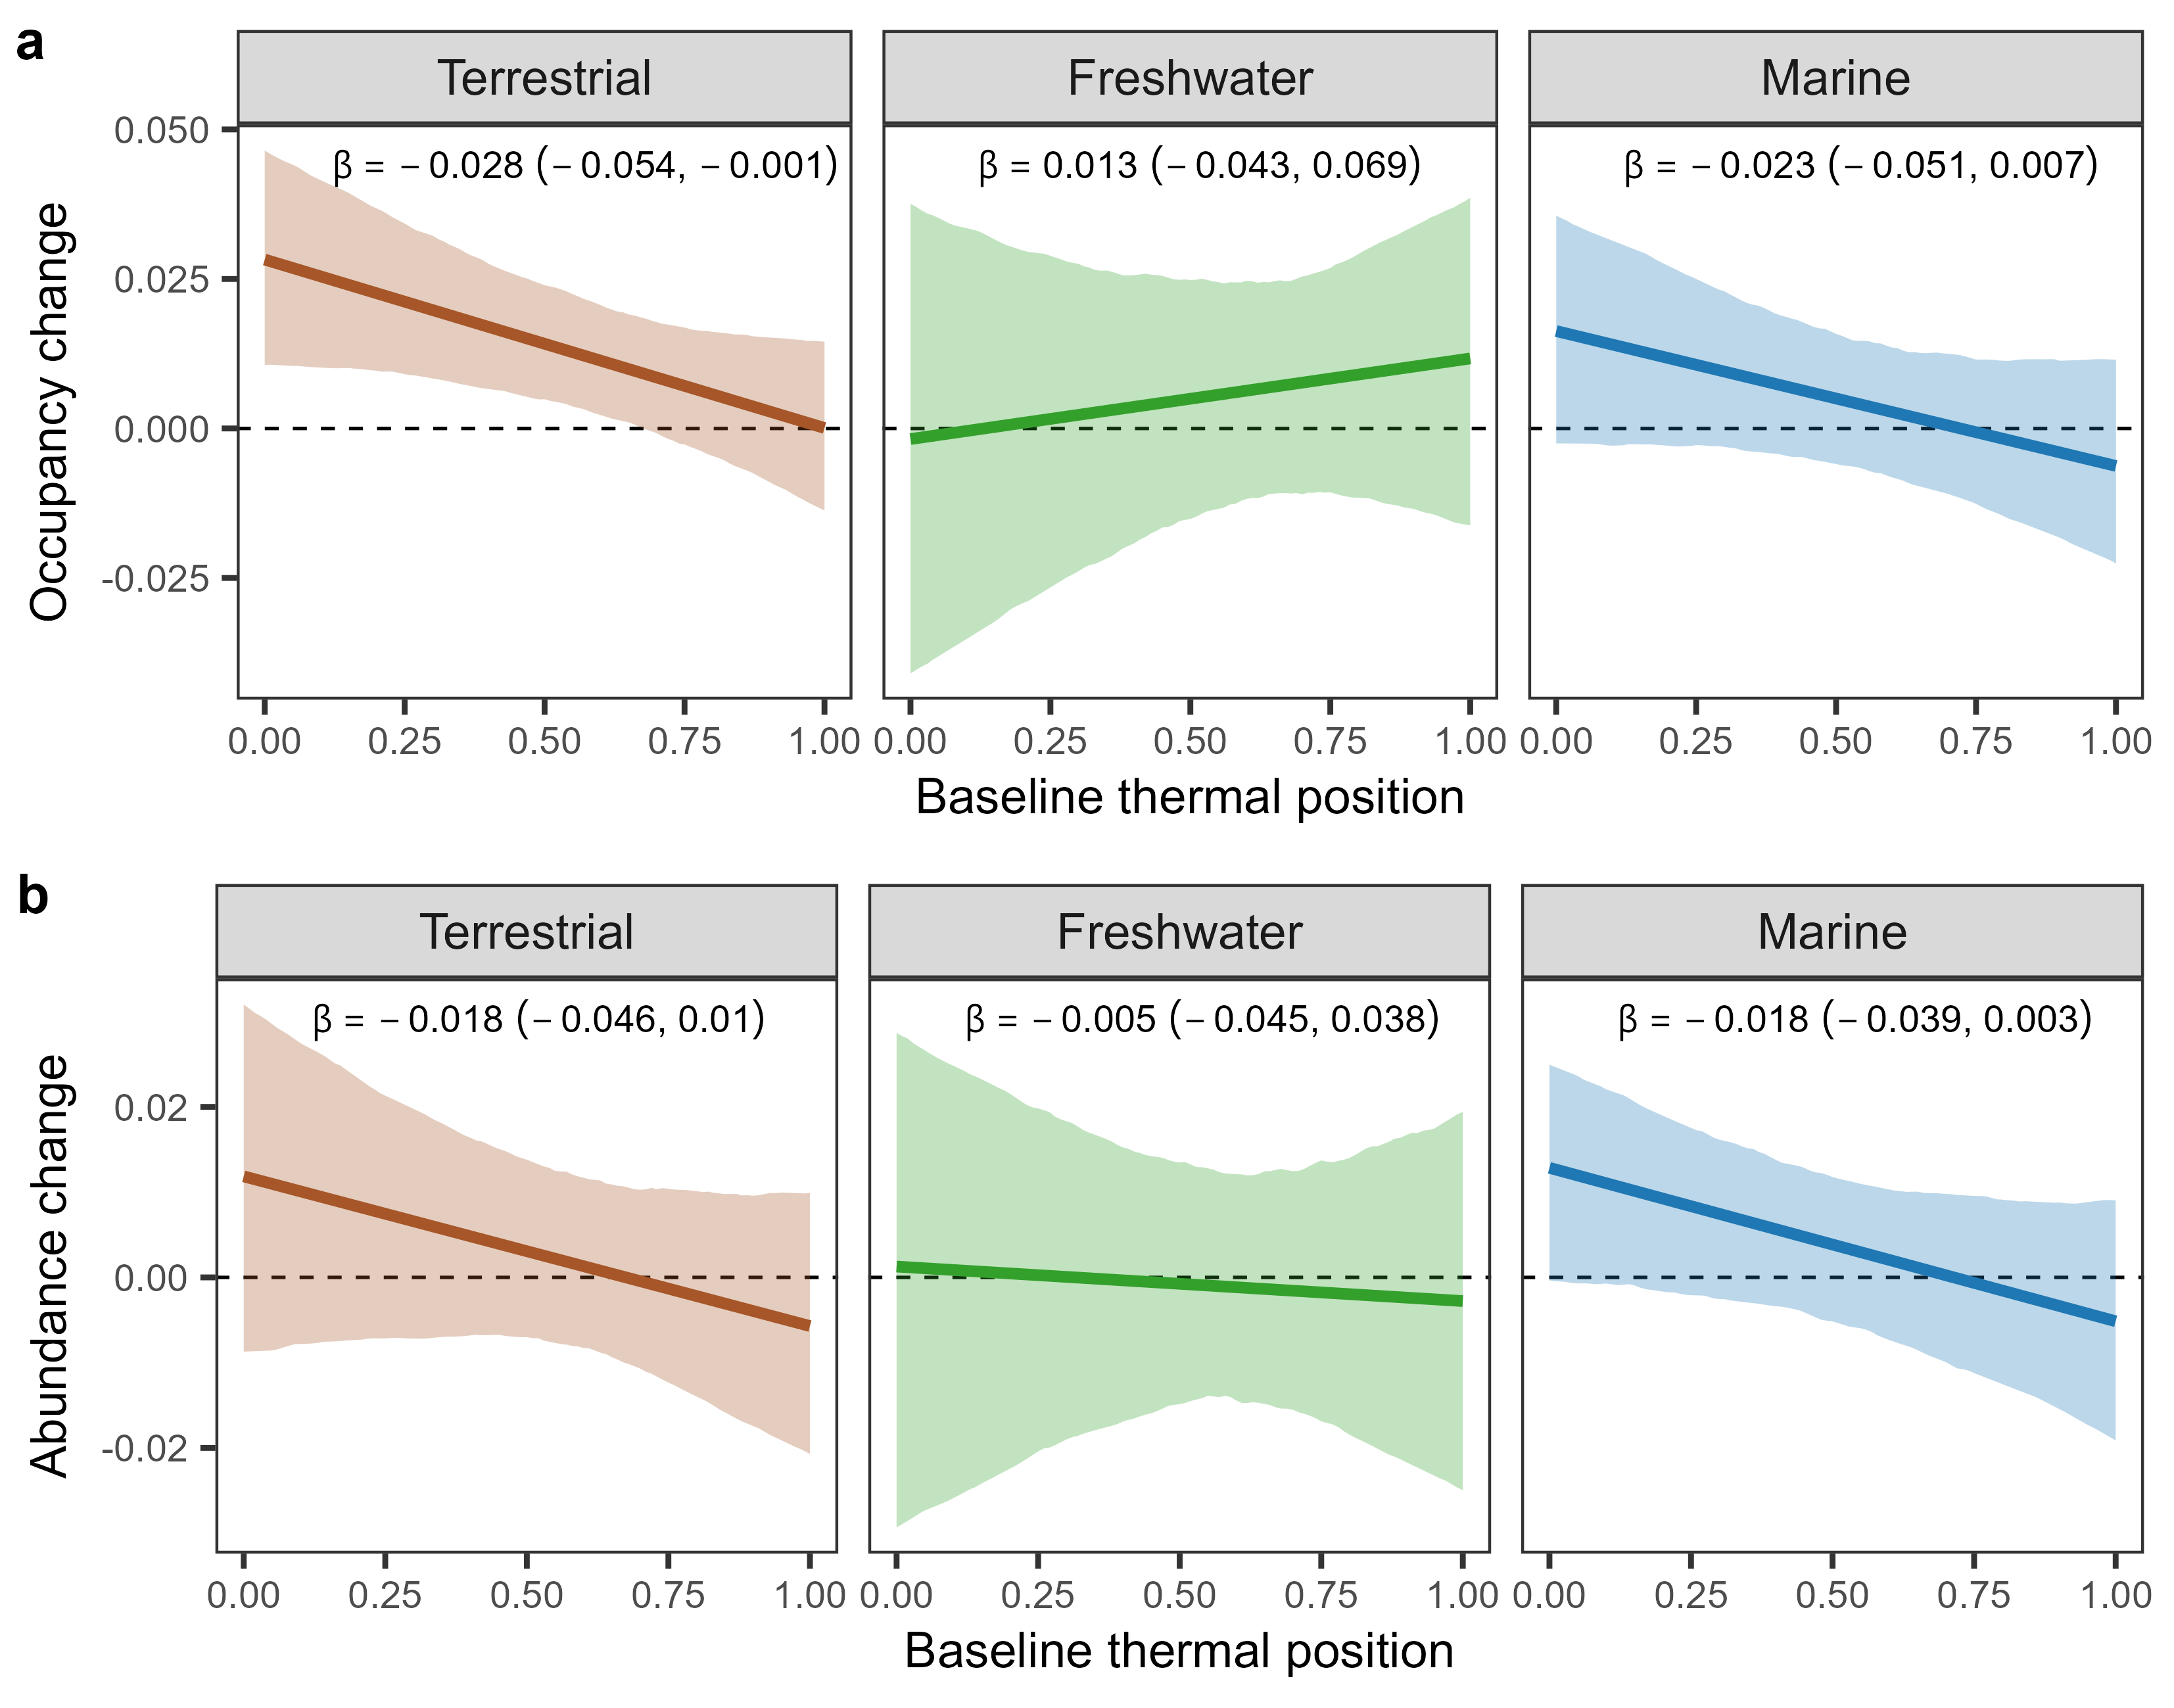 a
Terrestrial Freshwater Marine
β = − 0.028 (− 0.054, − 0.001) β = 0.013 (− 0.043, 0.069) β = − 0.023 (− 0.051, 0.007)
Occupancy change
0.050
0.025
0.000
-0.025
0.00 0.25 0.50 0.75 1.00 0.00 0.25 0.50 0.75 1.00 0.00 0.25 0.50 0.75 1.00
Baseline thermal position
b
Terrestrial Freshwater Marine
β = − 0.018 (− 0.046, 0.01) β = − 0.005 (− 0.045, 0.038) β = − 0.018 (− 0.039, 0.003)
Abundance change
0.02
0.00
-0.02
0.00 0.25 0.50 0.75 1.00 0.00 0.25 0.50 0.75 1.00 0.00 0.25 0.50 0.75 1.00
Baseline thermal position